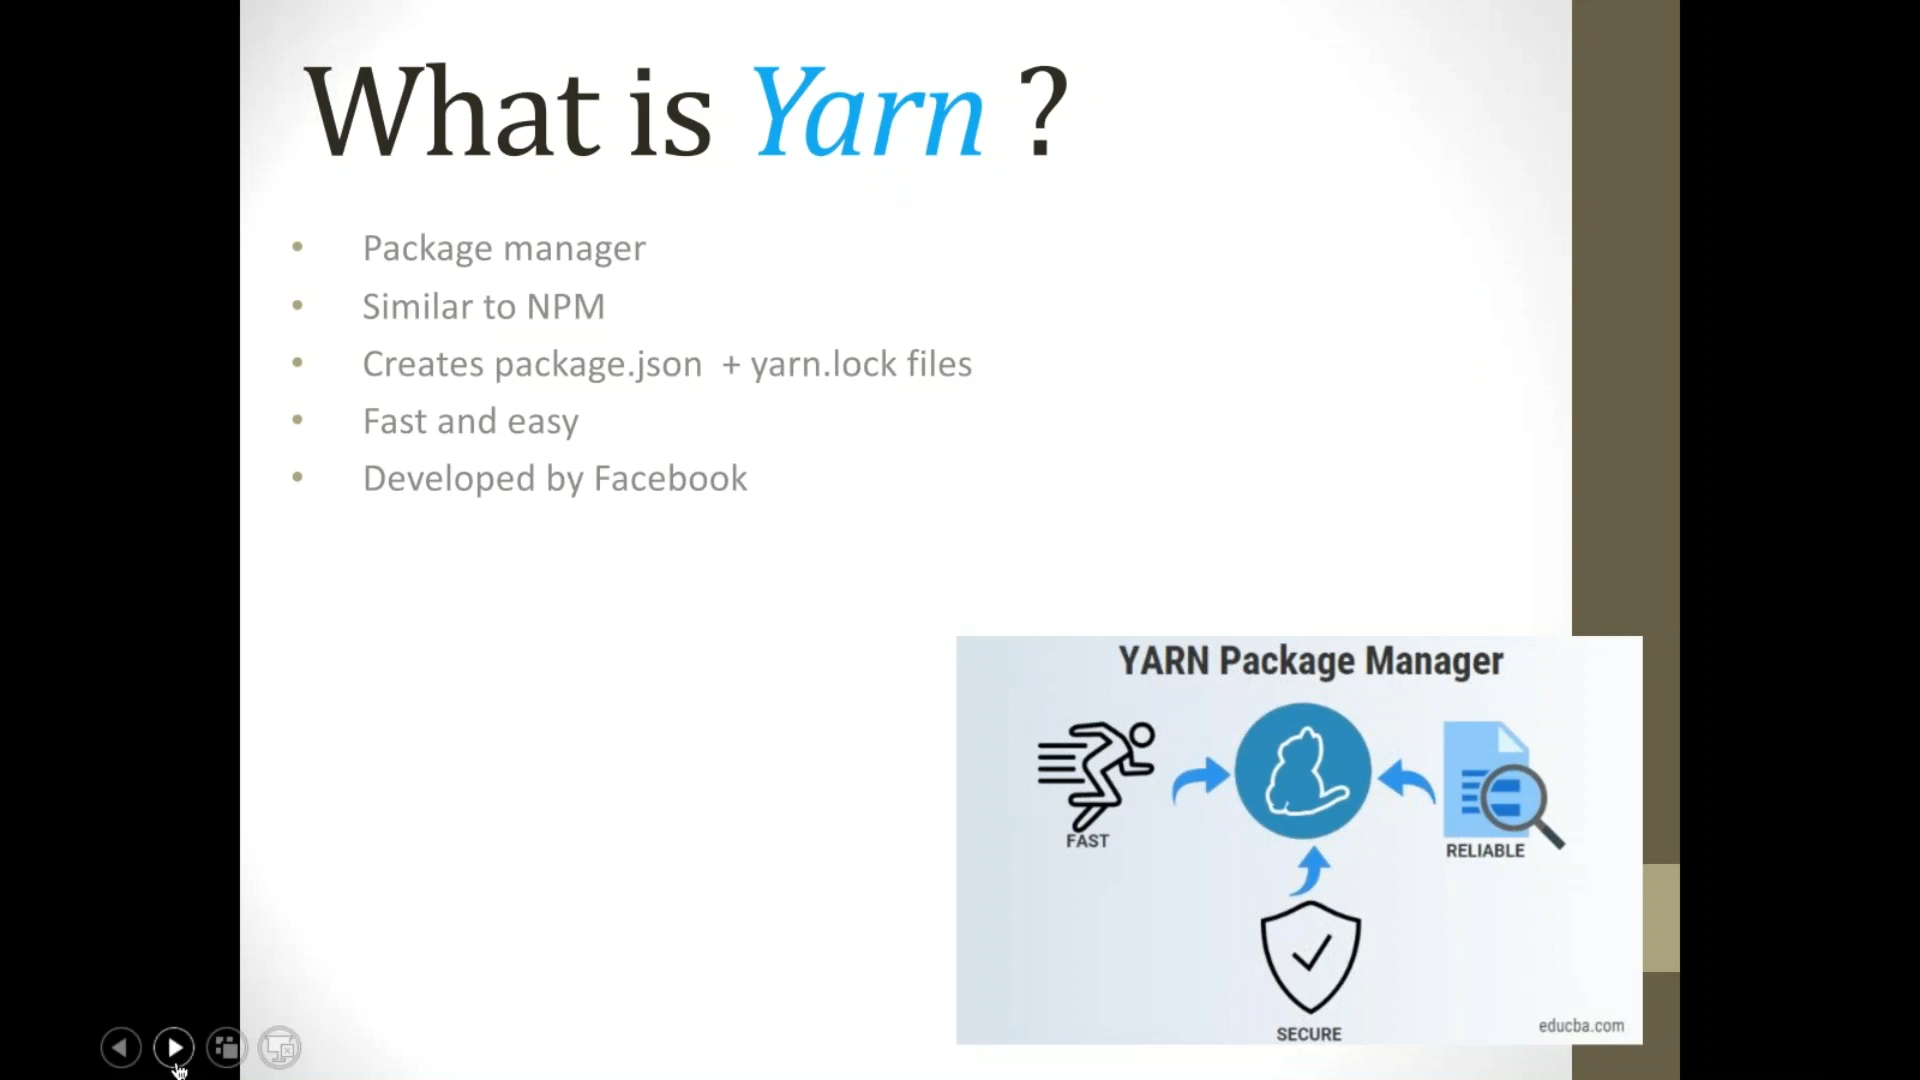 What is Yarn ?
• Package manager
• Similar to NPM
• Creates package.json + yarn.lock files
• Fast and easy
• Developed by Facebook
YARN Package Manager
FAST
RELIABLE
SECURE
educba.com